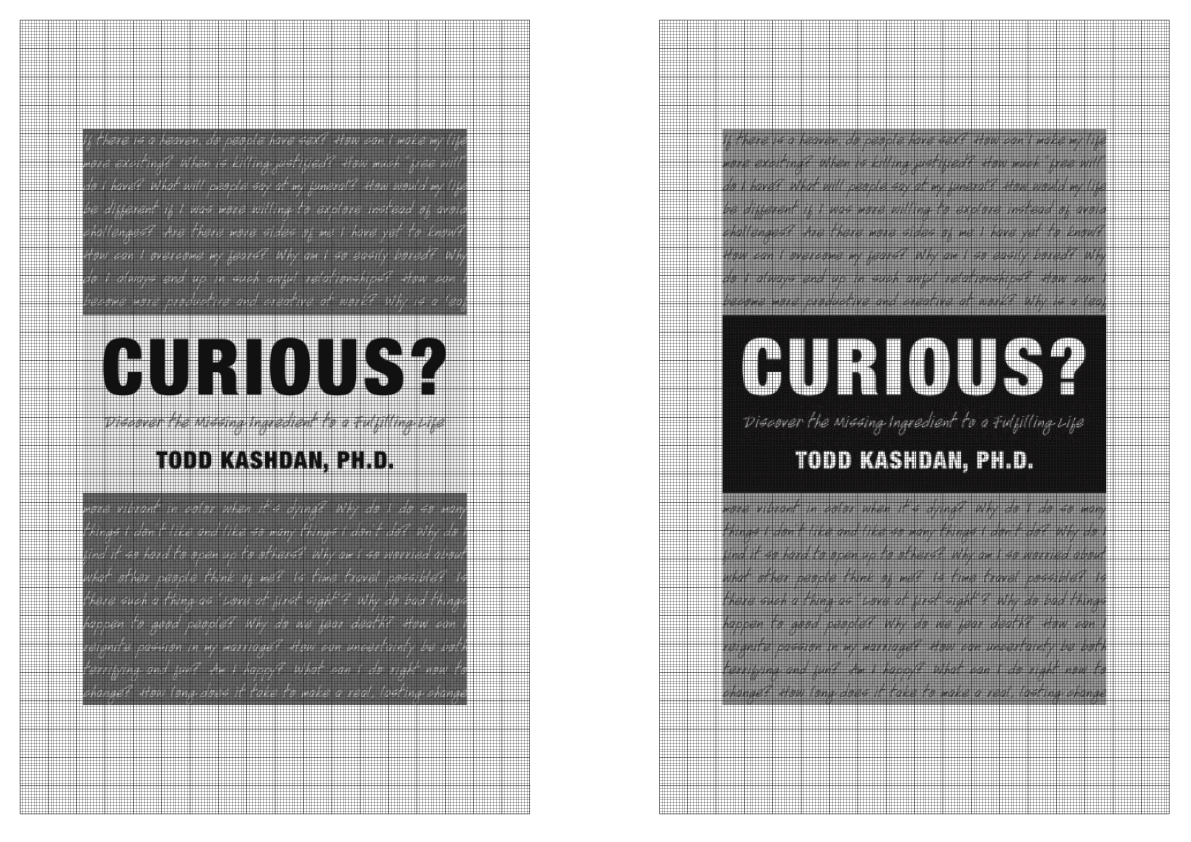 If there is a heaven, do people have sex? How can I make my life
more exciting? When is killing justified? How much "free will"
do I have? What will people say at my funeral? How would my life
be different if I was more willing to explore instead of avoid
challenges? Are there more sides of me I have yet to know?
How can I overcome my fears? Why am I so easily bored? Why
do I always end up in such awful relationships? How can I
become more productive and creative at work? Why is a leaf
CURIOUS?
Discover the Missing Ingredient to a Fulfilling Life
TODD KASHDAN, PH.D.
more vibrant in color when it's dying? Why do I do so many
things I don't like and like so many things I don't do? Why do I
find it so hard to open up to others? Why am I so worried about
what other people think of me? Is time travel possible? Is
there such a thing as "Love at first sight"? Why do bad things
happen to good people? Why do we fear death? How can I
reignite passion in my marriage? How can uncertainty be both
terrifying and fun? Am I happy? What can I do right now to
change? How long does it take to make a real, lasting change
If there is a heaven, do people have sex? How can I make my life
more exciting? When is killing justified? How much "free will"
do I have? What will people say at my funeral? How would my life
be different if I was more willing to explore instead of avoid
challenges? Are there more sides of me I have yet to know?
How can I overcome my fears? Why am I so easily bored? Why
do I always end up in such awful relationships? How can I
become more productive and creative at work? Why is a leaf
CURIOUS?
Discover the Missing Ingredient to a Fulfilling Life
TODD KASHDAN, PH.D.
more vibrant in color when it's dying? Why do I do so many
things I don't like and like so many things I don't do? Why do I
find it so hard to open up to others? Why am I so worried about
what other people think of me? Is time travel possible? Is
there such a thing as "Love at first sight"? Why do bad things
happen to good people? Why do we fear death? How can I
reignite passion in my marriage? How can uncertainty be both
terrifying and fun? Am I happy? What can I do right now to
change? How long does it take to make a real, lasting change